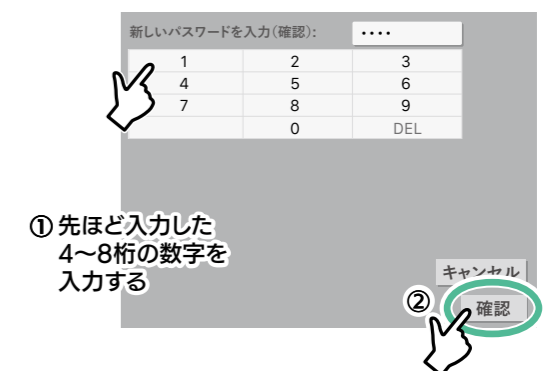 新しいパスワードを入力(確認): ••••
1 2 3
4 5 6
7 8 9
0 DEL
① 先ほど入力した
4〜8桁の数字を
入力する
キャンセル
② 確認